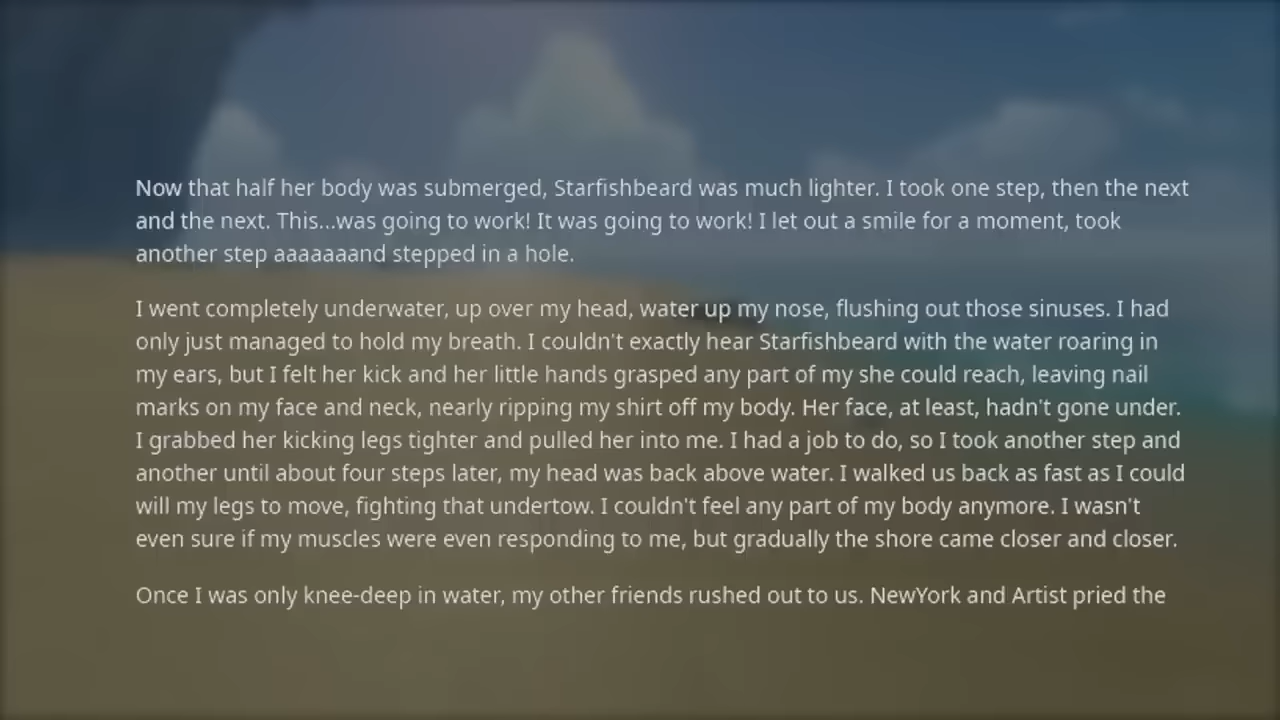 Now that half her body was submerged, Starfishbeard was much lighter. I took one step, then the next
and the next. This...was going to work! It was going to work! I let out a smile for a moment, took
another step aaaaaaand stepped in a hole.
I went completely underwater, up over my head, water up my nose, flushing out those sinuses. I had
only just managed to hold my breath. I couldn't exactly hear Starfishbeard with the water roaring in
my ears, but I felt her kick and her little hands grasped any part of my she could reach, leaving nail
marks on my face and neck, nearly ripping my shirt off my body. Her face, at least, hadn't gone under.
I grabbed her kicking legs tighter and pulled her into me. I had a job to do, so I took another step and
another until about four steps later, my head was back above water. I walked us back as fast as I could
will my legs to move, fighting that undertow. I couldn't feel any part of my body anymore. I wasn't
even sure if my muscles were even responding to me, but gradually the shore came closer and closer.
Once I was only knee-deep in water, my other friends rushed out to us. NewYork and Artist pried the